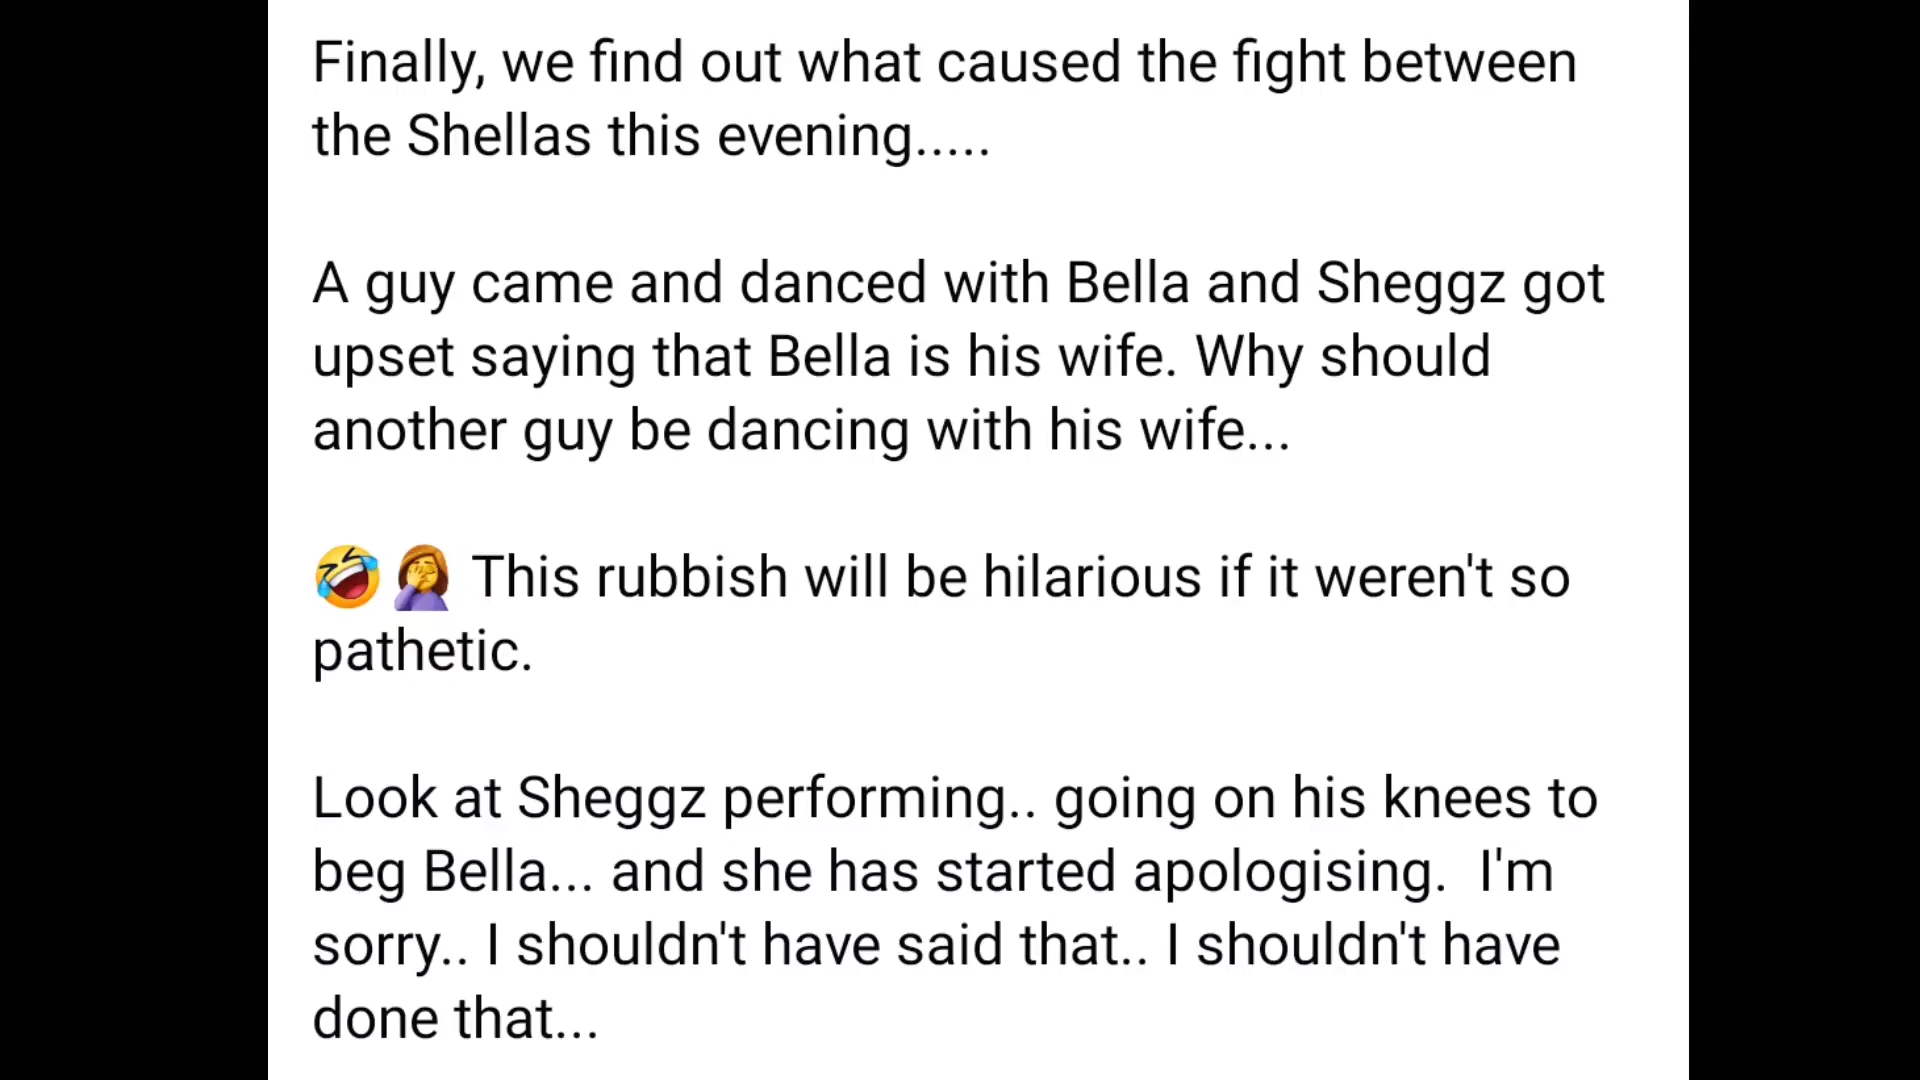 Finally, we find out what caused the fight between
the Shellas this evening.....
A guy came and danced with Bella and Sheggz got
upset saying that Bella is his wife. Why should
another guy be dancing with his wife...
🤣🤦‍♀️ This rubbish will be hilarious if it weren't so
pathetic.
Look at Sheggz performing.. going on his knees to
beg Bella... and she has started apologising.  I'm
sorry.. I shouldn't have said that.. I shouldn't have
done that...